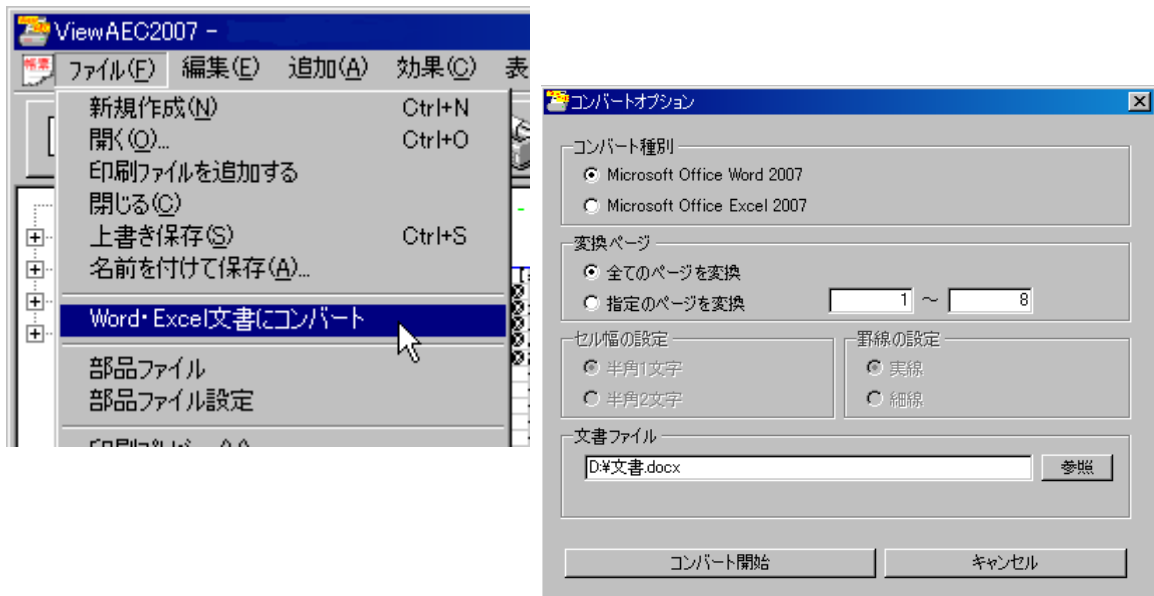 ViewAEC2007 -
帳票
ファイル(F) 編集(E) 追加(A) 効果(C) 表
新規作成(N) Ctrl+N
開く(O)... Ctrl+O
印刷ファイルを追加する
閉じる(C)
上書き保存(S) Ctrl+S
名前を付けて保存(A)...
Word・Excel文書にコンバート
部品ファイル
部品ファイル設定
コンバートオプション
コンバート種別
Microsoft Office Word 2007
Microsoft Office Excel 2007
変換ページ
全てのページを変換
指定のページを変換 1 ～ 8
セル幅の設定 罫線の設定
半角1文字 実線
半角2文字 細線
文書ファイル
D:¥文書.docx 参照
コンバート開始 キャンセル